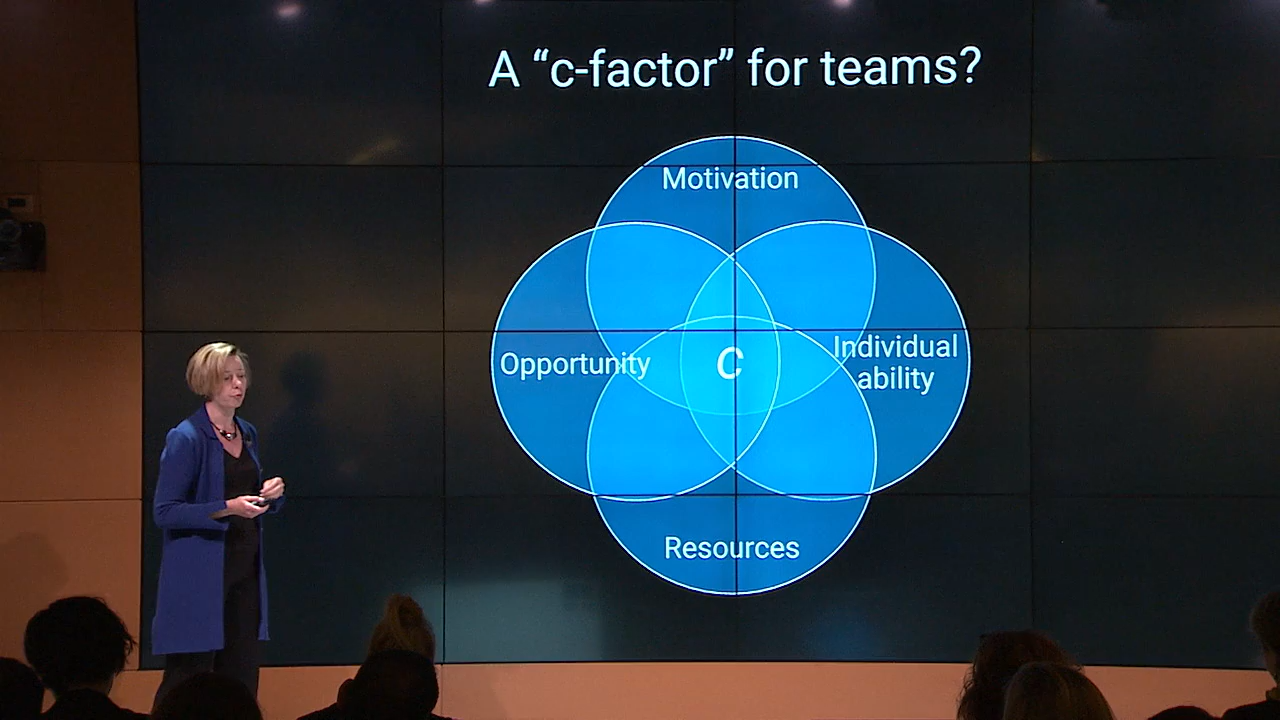 A “c-factor” for teams?
Motivation
Opportunity
C
Individual
ability
Resources